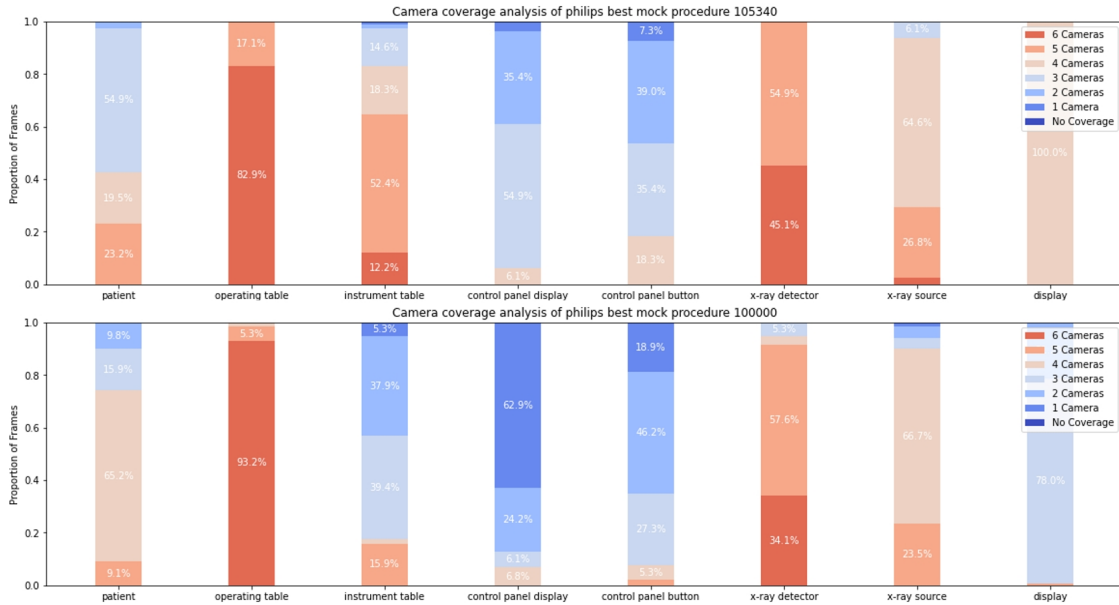 Camera coverage analysis of philips best mock procedure 105340
Proportion of Frames
1.0
0.8
0.6
0.4
0.2
0.0
54.9%
19.5%
23.2%
17.1%
82.9%
14.6%
18.3%
52.4%
12.2%
35.4%
54.9%
6.1%
7.3%
39.0%
35.4%
18.3%
54.9%
45.1%
6.1%
64.6%
26.8%
100.0%
6 Cameras
5 Cameras
4 Cameras
3 Cameras
2 Cameras
1 Camera
No Coverage
patient
operating table
instrument table
control panel display
control panel button
x-ray detector
x-ray source
display
Camera coverage analysis of philips best mock procedure 100000
Proportion of Frames
1.0
0.8
0.6
0.4
0.2
0.0
9.8%
15.9%
65.2%
9.1%
5.3%
93.2%
5.3%
37.9%
39.4%
15.9%
62.9%
24.2%
6.1%
6.8%
18.9%
46.2%
27.3%
5.3%
5.3%
57.6%
34.1%
66.7%
23.5%
78.0%
6 Cameras
5 Cameras
4 Cameras
3 Cameras
2 Cameras
1 Camera
No Coverage
patient
operating table
instrument table
control panel display
control panel button
x-ray detector
x-ray source
display